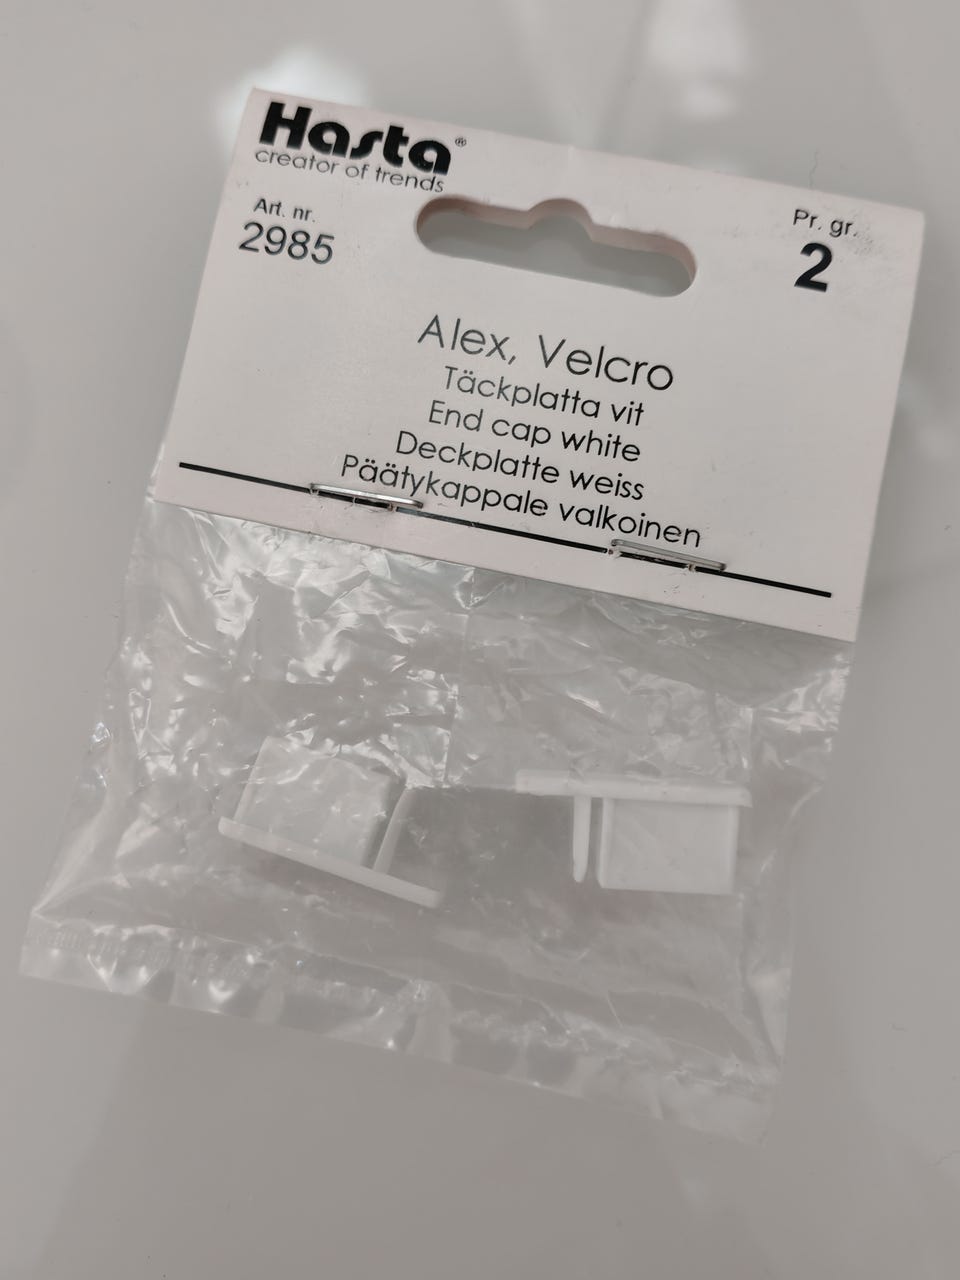 Hasta®
creator of trends
Art. nr.
2985
Pr. gr.
2
Alex, Velcro
Täckplatta vit
End cap white
Deckplatte weiss
Päätykappale valkoinen